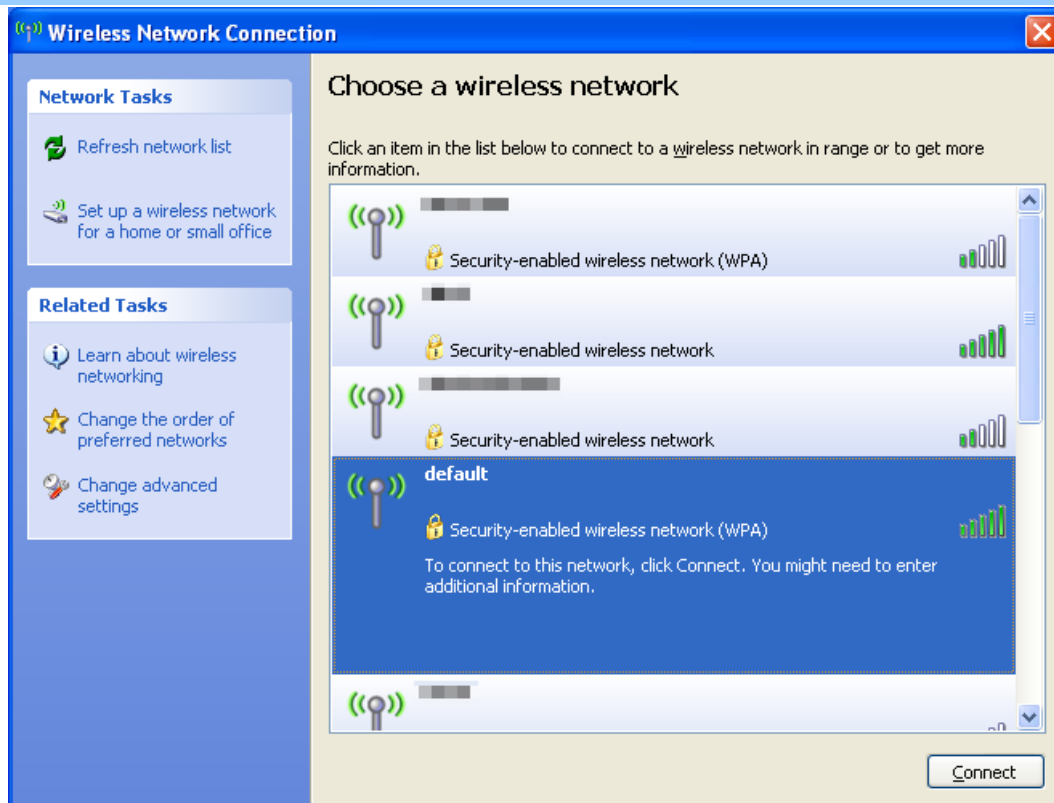 Wireless Network Connection
Network Tasks
Refresh network list
Set up a wireless network
for a home or small office
Related Tasks
Learn about wireless
networking
Change the order of
preferred networks
Change advanced
settings
Choose a wireless network
Click an item in the list below to connect to a wireless network in range or to get more
information.
Security-enabled wireless network (WPA)
Security-enabled wireless network
Security-enabled wireless network
default
Security-enabled wireless network (WPA)
To connect to this network, click Connect. You might need to enter
additional information.
Connect